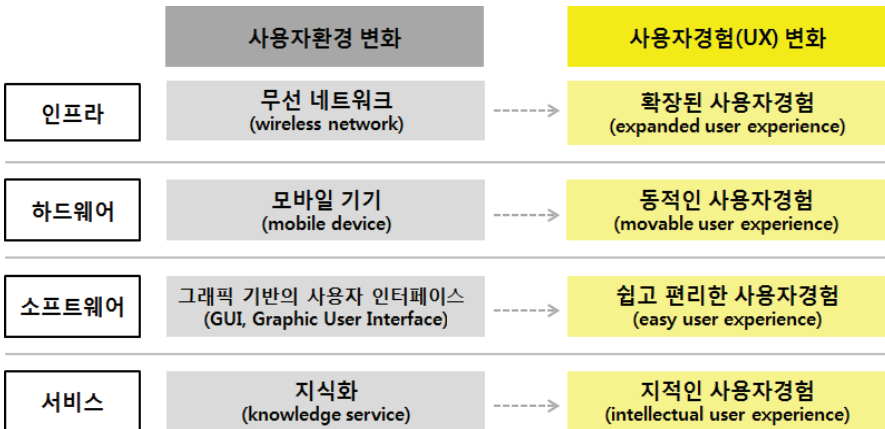 사용자환경 변화
사용자경험(UX) 변화
인프라
무선 네트워크
(wireless network)
확장된 사용자경험
(expanded user experience)
하드웨어
모바일 기기
(mobile device)
동적인 사용자경험
(movable user experience)
소프트웨어
그래픽 기반의 사용자 인터페이스
(GUI, Graphic User Interface)
쉽고 편리한 사용자경험
(easy user experience)
서비스
지식화
(knowledge service)
지적인 사용자경험
(intellectual user experience)